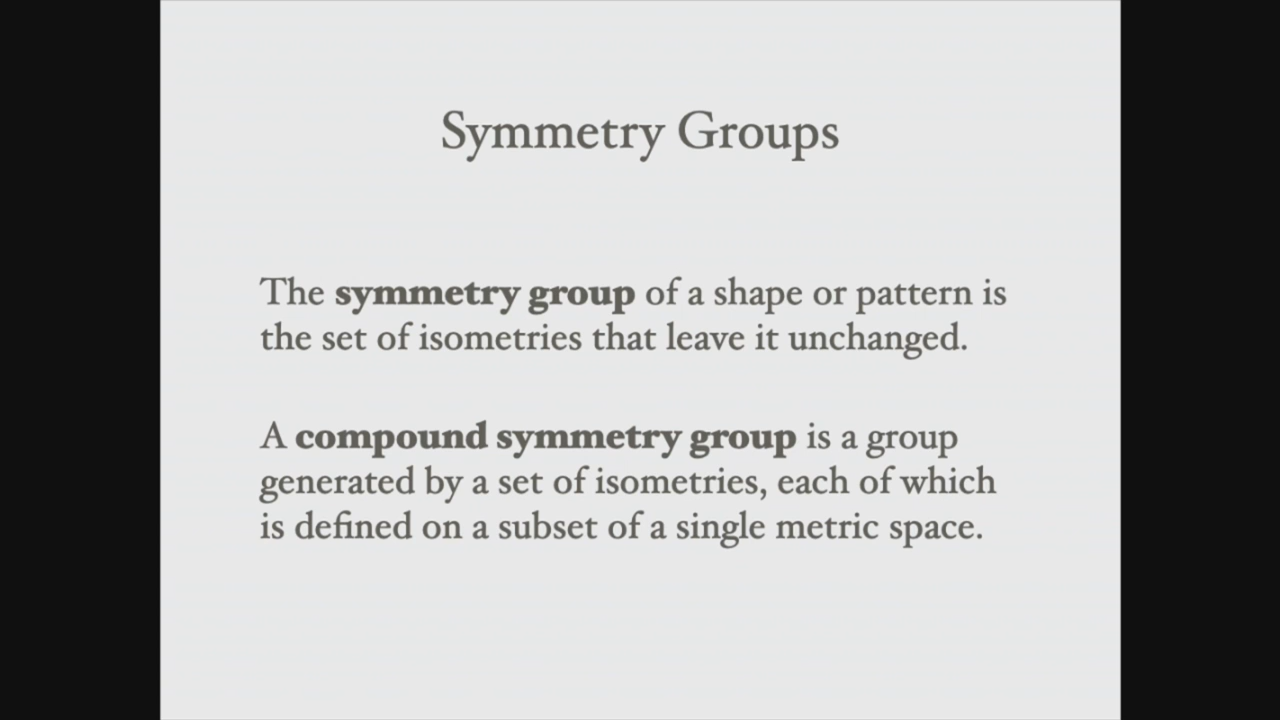 Symmetry Groups
The symmetry group of a shape or pattern is
the set of isometries that leave it unchanged.
A compound symmetry group is a group
generated by a set of isometries, each of which
is defined on a subset of a single metric space.